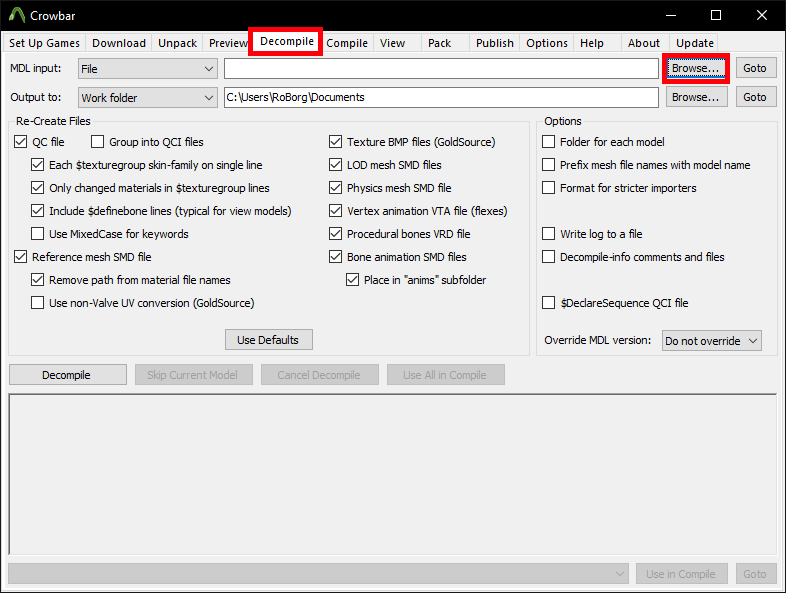 Crowbar
Set Up Games Download Unpack Preview Decompile Compile View Pack Publish Options Help About Update
MDL input: File Browse... Goto
Output to: Work folder C:\Users\RoBorg\Documents Browse... Goto
Re-Create Files Options
QC file Group into QCI files Texture BMP files (GoldSource) Folder for each model
Each $texturegroup skin-family on single line LOD mesh SMD files Prefix mesh file names with model name
Only changed materials in $texturegroup lines Physics mesh SMD file Format for stricter importers
Include $definebone lines (typical for view models) Vertex animation VTA file (flexes)
Use MixedCase for keywords Procedural bones VRD file Write log to a file
Reference mesh SMD file Bone animation SMD files Decompile-info comments and files
Remove path from material file names Place in "anims" subfolder
Use non-Valve UV conversion (GoldSource) $DeclareSequence QCI file
Use Defaults Override MDL version: Do not override
Decompile Skip Current Model Cancel Decompile Use All in Compile
Use in Compile Goto